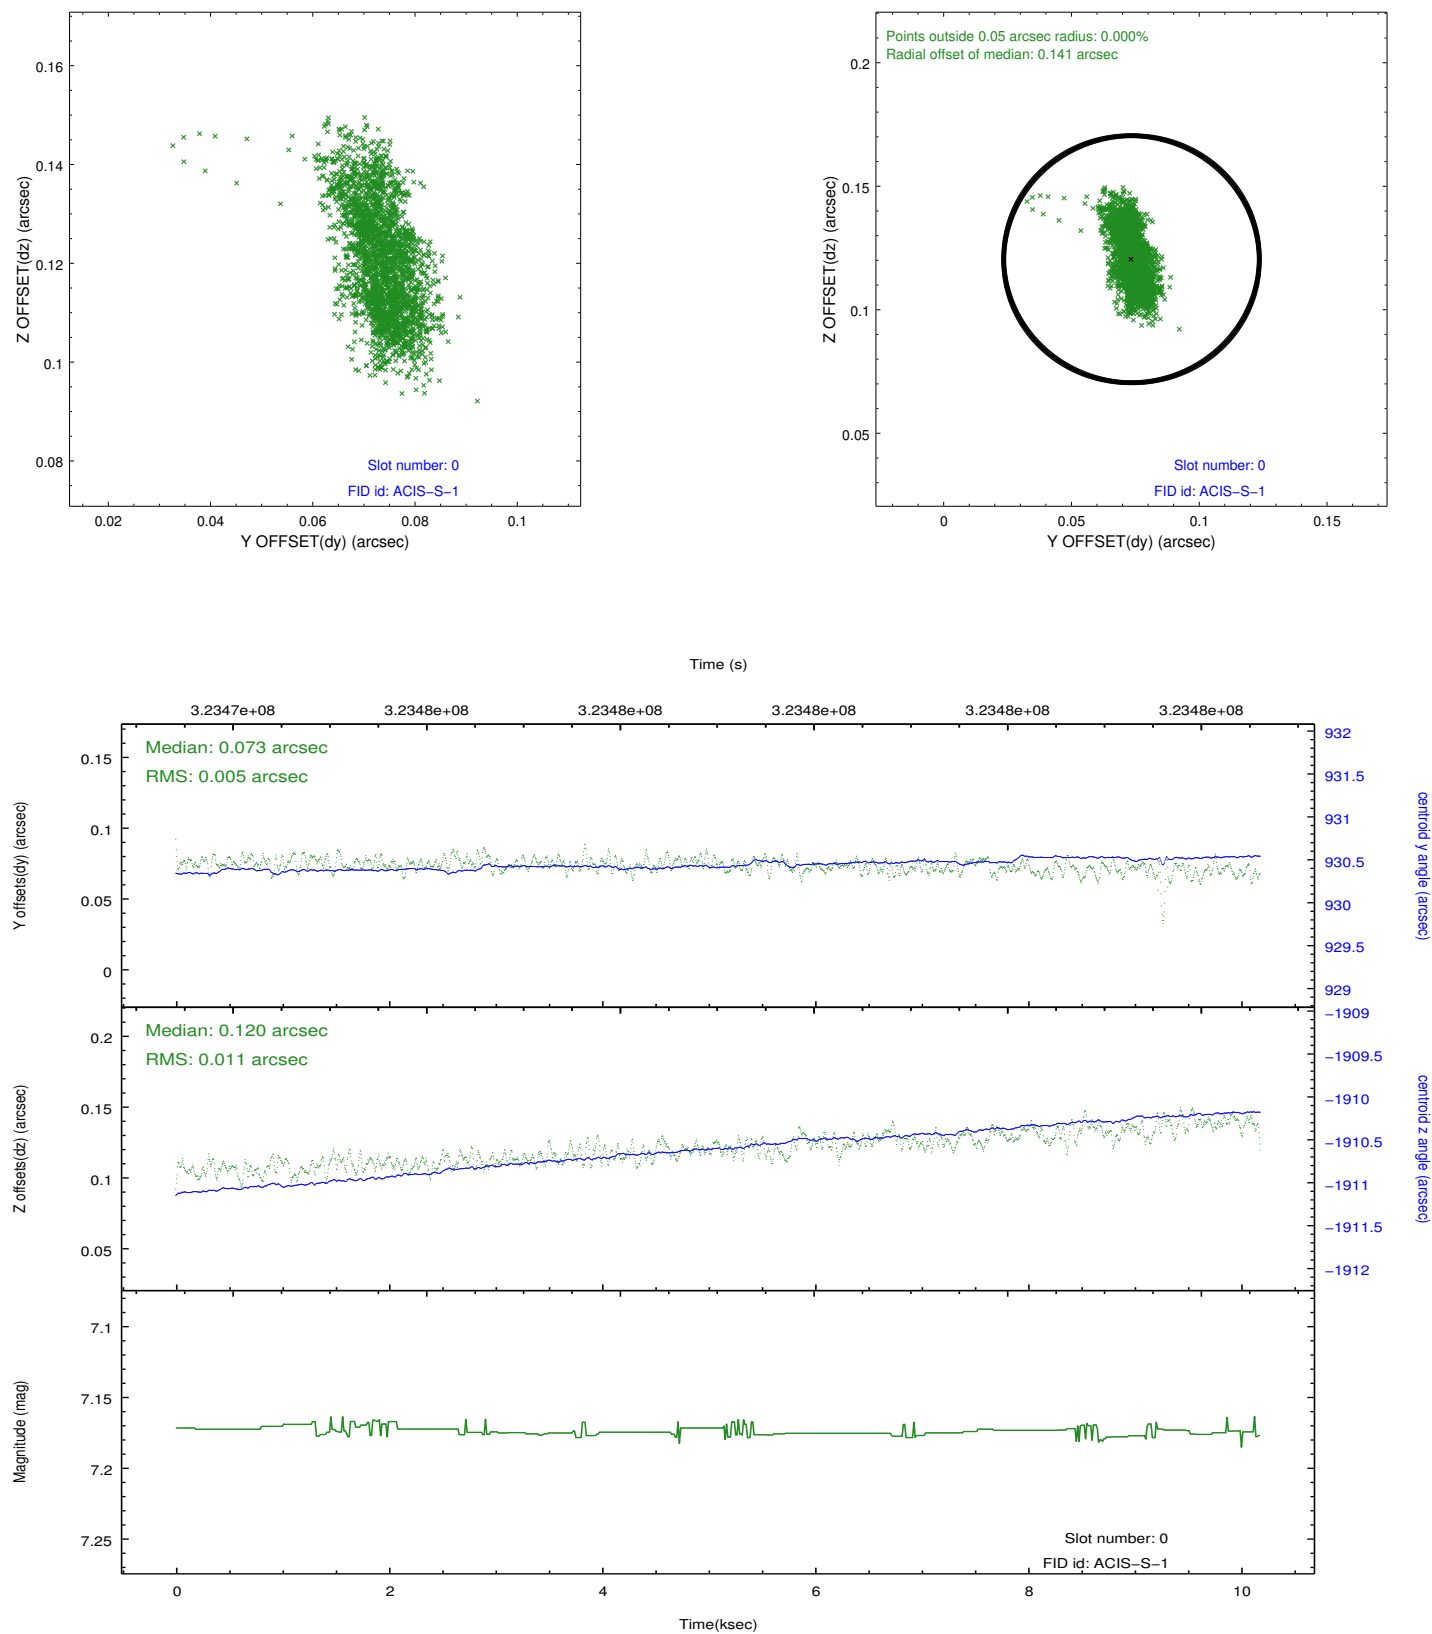 0.16
0.14
0.12
0.1
0.08
Z OFFSET(dz) (arcsec)
Slot number: 0
FID id: ACIS−S−1
0.02 0.04 0.06 0.08 0.1
Y OFFSET(dy) (arcsec)
Points outside 0.05 arcsec radius: 0.000%
Radial offset of median: 0.141 arcsec
0.2
0.15
0.1
0.05
Z OFFSET(dz) (arcsec)
Slot number: 0
FID id: ACIS−S−1
0 0.05 0.1 0.15
Y OFFSET(dy) (arcsec)
Time (s)
3.2347e+08 3.2348e+08 3.2348e+08 3.2348e+08 3.2348e+08 3.2348e+08
Median: 0.073 arcsec
RMS: 0.005 arcsec
0.15
0.1
0.05
0
Y offsets(dy) (arcsec)
932
931.5
931
930.5
930
929.5
929
centroid y angle (arcsec)
Median: 0.120 arcsec
RMS: 0.011 arcsec
0.2
0.15
0.1
0.05
Z offsets(dz) (arcsec)
−1909
−1909.5
−1910
−1910.5
−1911
−1911.5
−1912
centroid z angle (arcsec)
7.1
7.15
7.2
7.25
Magnitude (mag)
Slot number: 0
FID id: ACIS−S−1
0 2 4 6 8 10
Time(ksec)